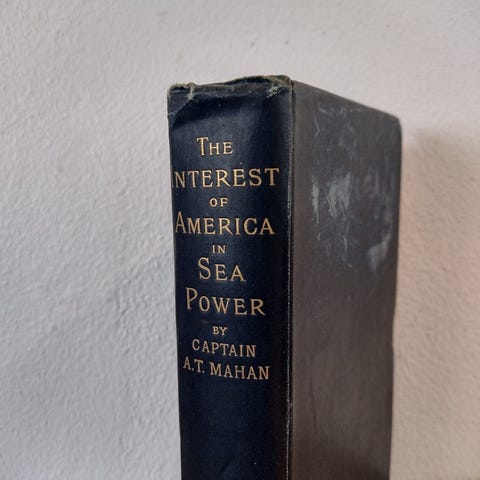 The
Interest
of
America
in
Sea
Power
by
Captain
A.T. Mahan